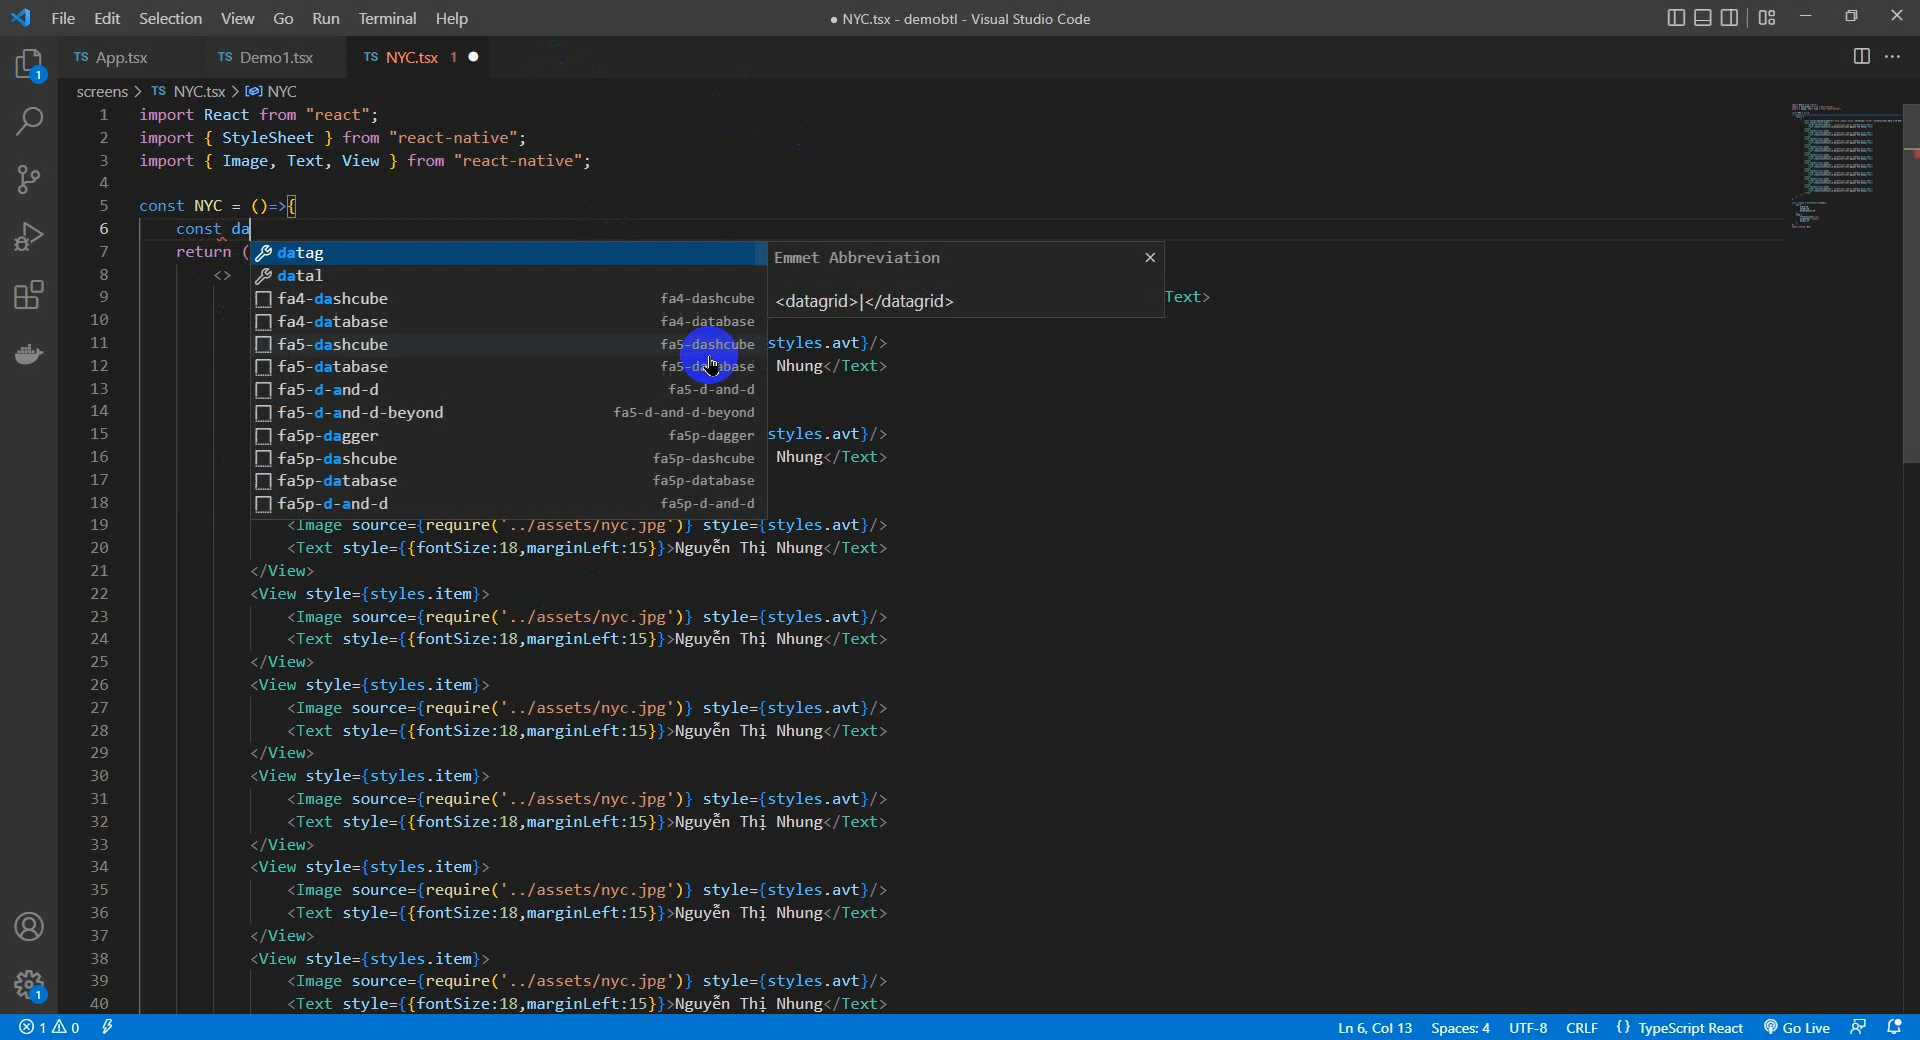 File Edit Selection View Go Run Terminal Help
● NYC.tsx - demobtl - Visual Studio Code
TS App.tsx TS Demo1.tsx TS NYC.tsx 1 ●
screens > TS NYC.tsx > NYC
1 import React from "react";
2 import { StyleSheet } from "react-native";
3 import { Image, Text, View } from "react-native";
4
5 const NYC = ()=>{
6 const da
7 return (
8 <>
9 Text>
10
11 styles.avt}/>
12 Nhung</Text>
13
14
15 styles.avt}/>
16 Nhung</Text>
17
18
datag
datal
fa4-dashcube fa4-dashcube
fa4-database fa4-database
fa5-dashcube fa5-dashcube
fa5-database fa5-database
fa5-d-and-d fa5-d-and-d
fa5-d-and-d-beyond fa5-d-and-d-beyond
fa5p-dagger fa5p-dagger
fa5p-dashcube fa5p-dashcube
fa5p-database fa5p-database
fa5p-d-and-d fa5p-d-and-d
Emmet Abbreviation
<datagrid>|</datagrid>
19 <Image source={require('../assets/nyc.jpg')} style={styles.avt}/>
20 <Text style={{fontSize:18,marginLeft:15}}>Nguyễn Thị Nhung</Text>
21 </View>
22 <View style={styles.item}>
23 <Image source={require('../assets/nyc.jpg')} style={styles.avt}/>
24 <Text style={{fontSize:18,marginLeft:15}}>Nguyễn Thị Nhung</Text>
25 </View>
26 <View style={styles.item}>
27 <Image source={require('../assets/nyc.jpg')} style={styles.avt}/>
28 <Text style={{fontSize:18,marginLeft:15}}>Nguyễn Thị Nhung</Text>
29 </View>
30 <View style={styles.item}>
31 <Image source={require('../assets/nyc.jpg')} style={styles.avt}/>
32 <Text style={{fontSize:18,marginLeft:15}}>Nguyễn Thị Nhung</Text>
33 </View>
34 <View style={styles.item}>
35 <Image source={require('../assets/nyc.jpg')} style={styles.avt}/>
36 <Text style={{fontSize:18,marginLeft:15}}>Nguyễn Thị Nhung</Text>
37 </View>
38 <View style={styles.item}>
39 <Image source={require('../assets/nyc.jpg')} style={styles.avt}/>
40 <Text style={{fontSize:18,marginLeft:15}}>Nguyễn Thị Nhung</Text>
1
1
1 0 Ln 6, Col 13 Spaces: 4 UTF-8 CRLF {} TypeScript React Go Live